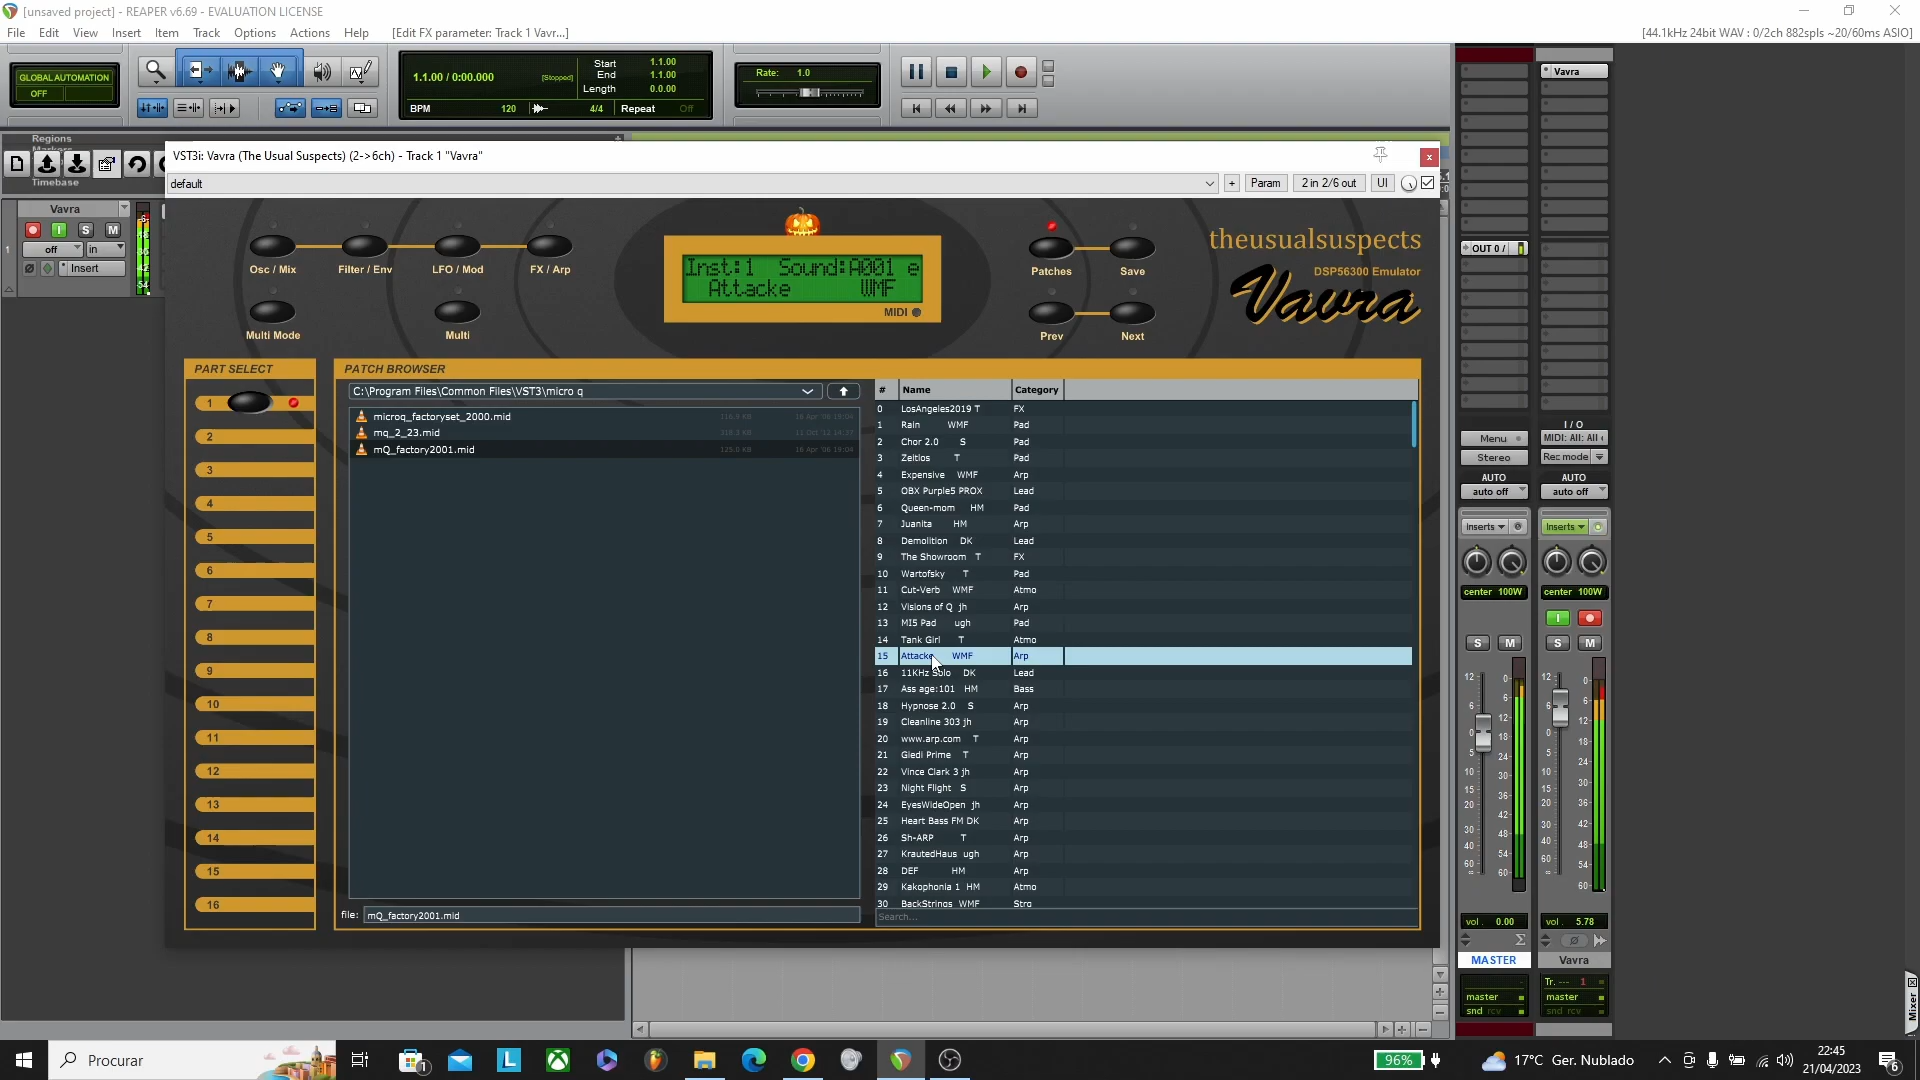 [unsaved project] - REAPER v6.69 - EVALUATION LICENSE
File Edit View Insert Item Track Options Actions Help [Edit FX parameter: Track 1 Vavr...]
[44.1kHz 24bit WAV : 0/2ch 882spls ~20/60ms ASIO]
GLOBAL AUTOMATION
OFF
1.1.00 / 0:00.000
[Stopped]
Start 1.1.00
End 1.1.00
Length 0.0.00
BPM 120 4/4 Repeat Off
Rate: 1.0
Regions
Timebase
VST3i: Vavra (The Usual Suspects) (2->6ch) - Track 1 "Vavra"
default
+ Param 2 in 2/6 out UI
Vavra
S M
off in
Insert
1
Osc / Mix
Filter / Env
LFO / Mod
FX / Arp
Multi Mode
Multi
Inst:1 Sound:A001 e
Attacke WMF
MIDI
Patches
Save
Prev
Next
theusualsuspects
DSP56300 Emulator
Vavra
PART SELECT
1
2
3
4
5
6
7
8
9
10
11
12
13
14
15
16
PATCH BROWSER
C:\Program Files\Common Files\VST3\micro q
microq_factoryset_2000.mid
mq_2_23.mid
mQ_factory2001.mid
file: mQ_factory2001.mid
# Name Category
0 LosAngeles2019 T FX
1 Rain WMF Pad
2 Chor 2.0 S Pad
3 Zeitlos T Pad
4 Expensive WMF Arp
5 OBX Purple5 PROX Lead
6 Queen-mom HM Pad
7 Juanita HM Arp
8 Demolition DK Lead
9 The Showroom T FX
10 Wartofsky T Pad
11 Cut-Verb WMF Atmo
12 Visions of Q jh Arp
13 MI5 Pad ugh Pad
14 Tank Girl T Atmo
15 Attacke WMF Arp
16 11KHz Solo DK Lead
17 Ass age:101 HM Bass
18 Hypnose 2.0 S Arp
19 Cleanline 303 jh Arp
20 www.arp.com T Arp
21 Giedi Prime T Arp
22 Vince Clark 3 jh Arp
23 Night Flight S Arp
24 EyesWideOpen jh Arp
25 Heart Bass FM DK Arp
26 Sh-ARP T Arp
27 KrautedHaus ugh Arp
28 DEF HM Arp
29 Kakophonia 1 HM Atmo
30 BackStrings WMF Strg
Search...
Vavra
OUT 0 /
I / O
Menu MIDI: All: All
Stereo Rec mode
AUTO AUTO
auto off auto off
Inserts Inserts
center 100W center 100W
S M S M
vol. 0.00 vol. 5.78
MASTER Vavra
Tr. --- 1
master master
snd rcv snd rcv
Mixer
Procurar
96%
17°C Ger. Nublado
22:45
21/04/2023
6